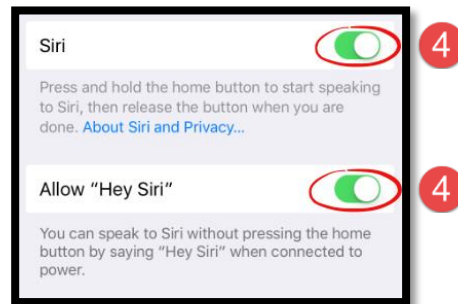 Siri
4
Press and hold the home button to start speaking
to Siri, then release the button when you are
done. About Siri and Privacy...
Allow “Hey Siri”
4
You can speak to Siri without pressing the home
button by saying “Hey Siri” when connected to
power.